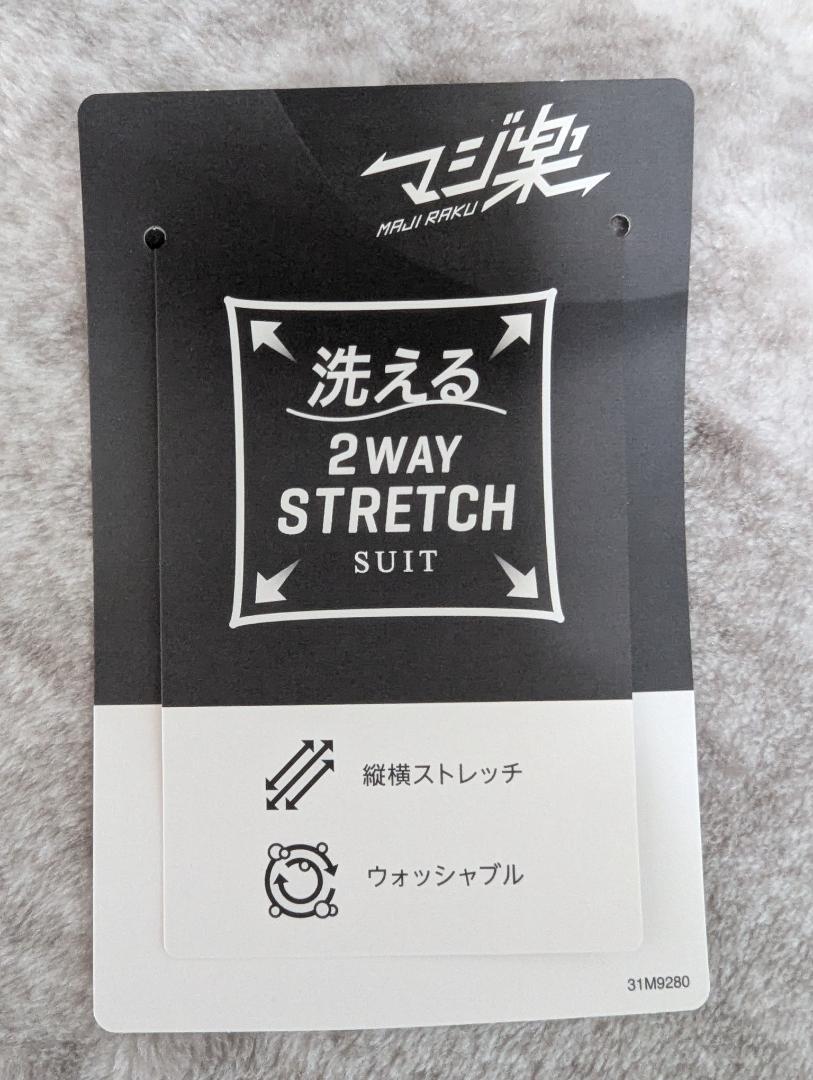 マジ楽
MAJI RAKU
洗える
2WAY
STRETCH
SUIT
縦横ストレッチ
ウォッシャブル
31M9280